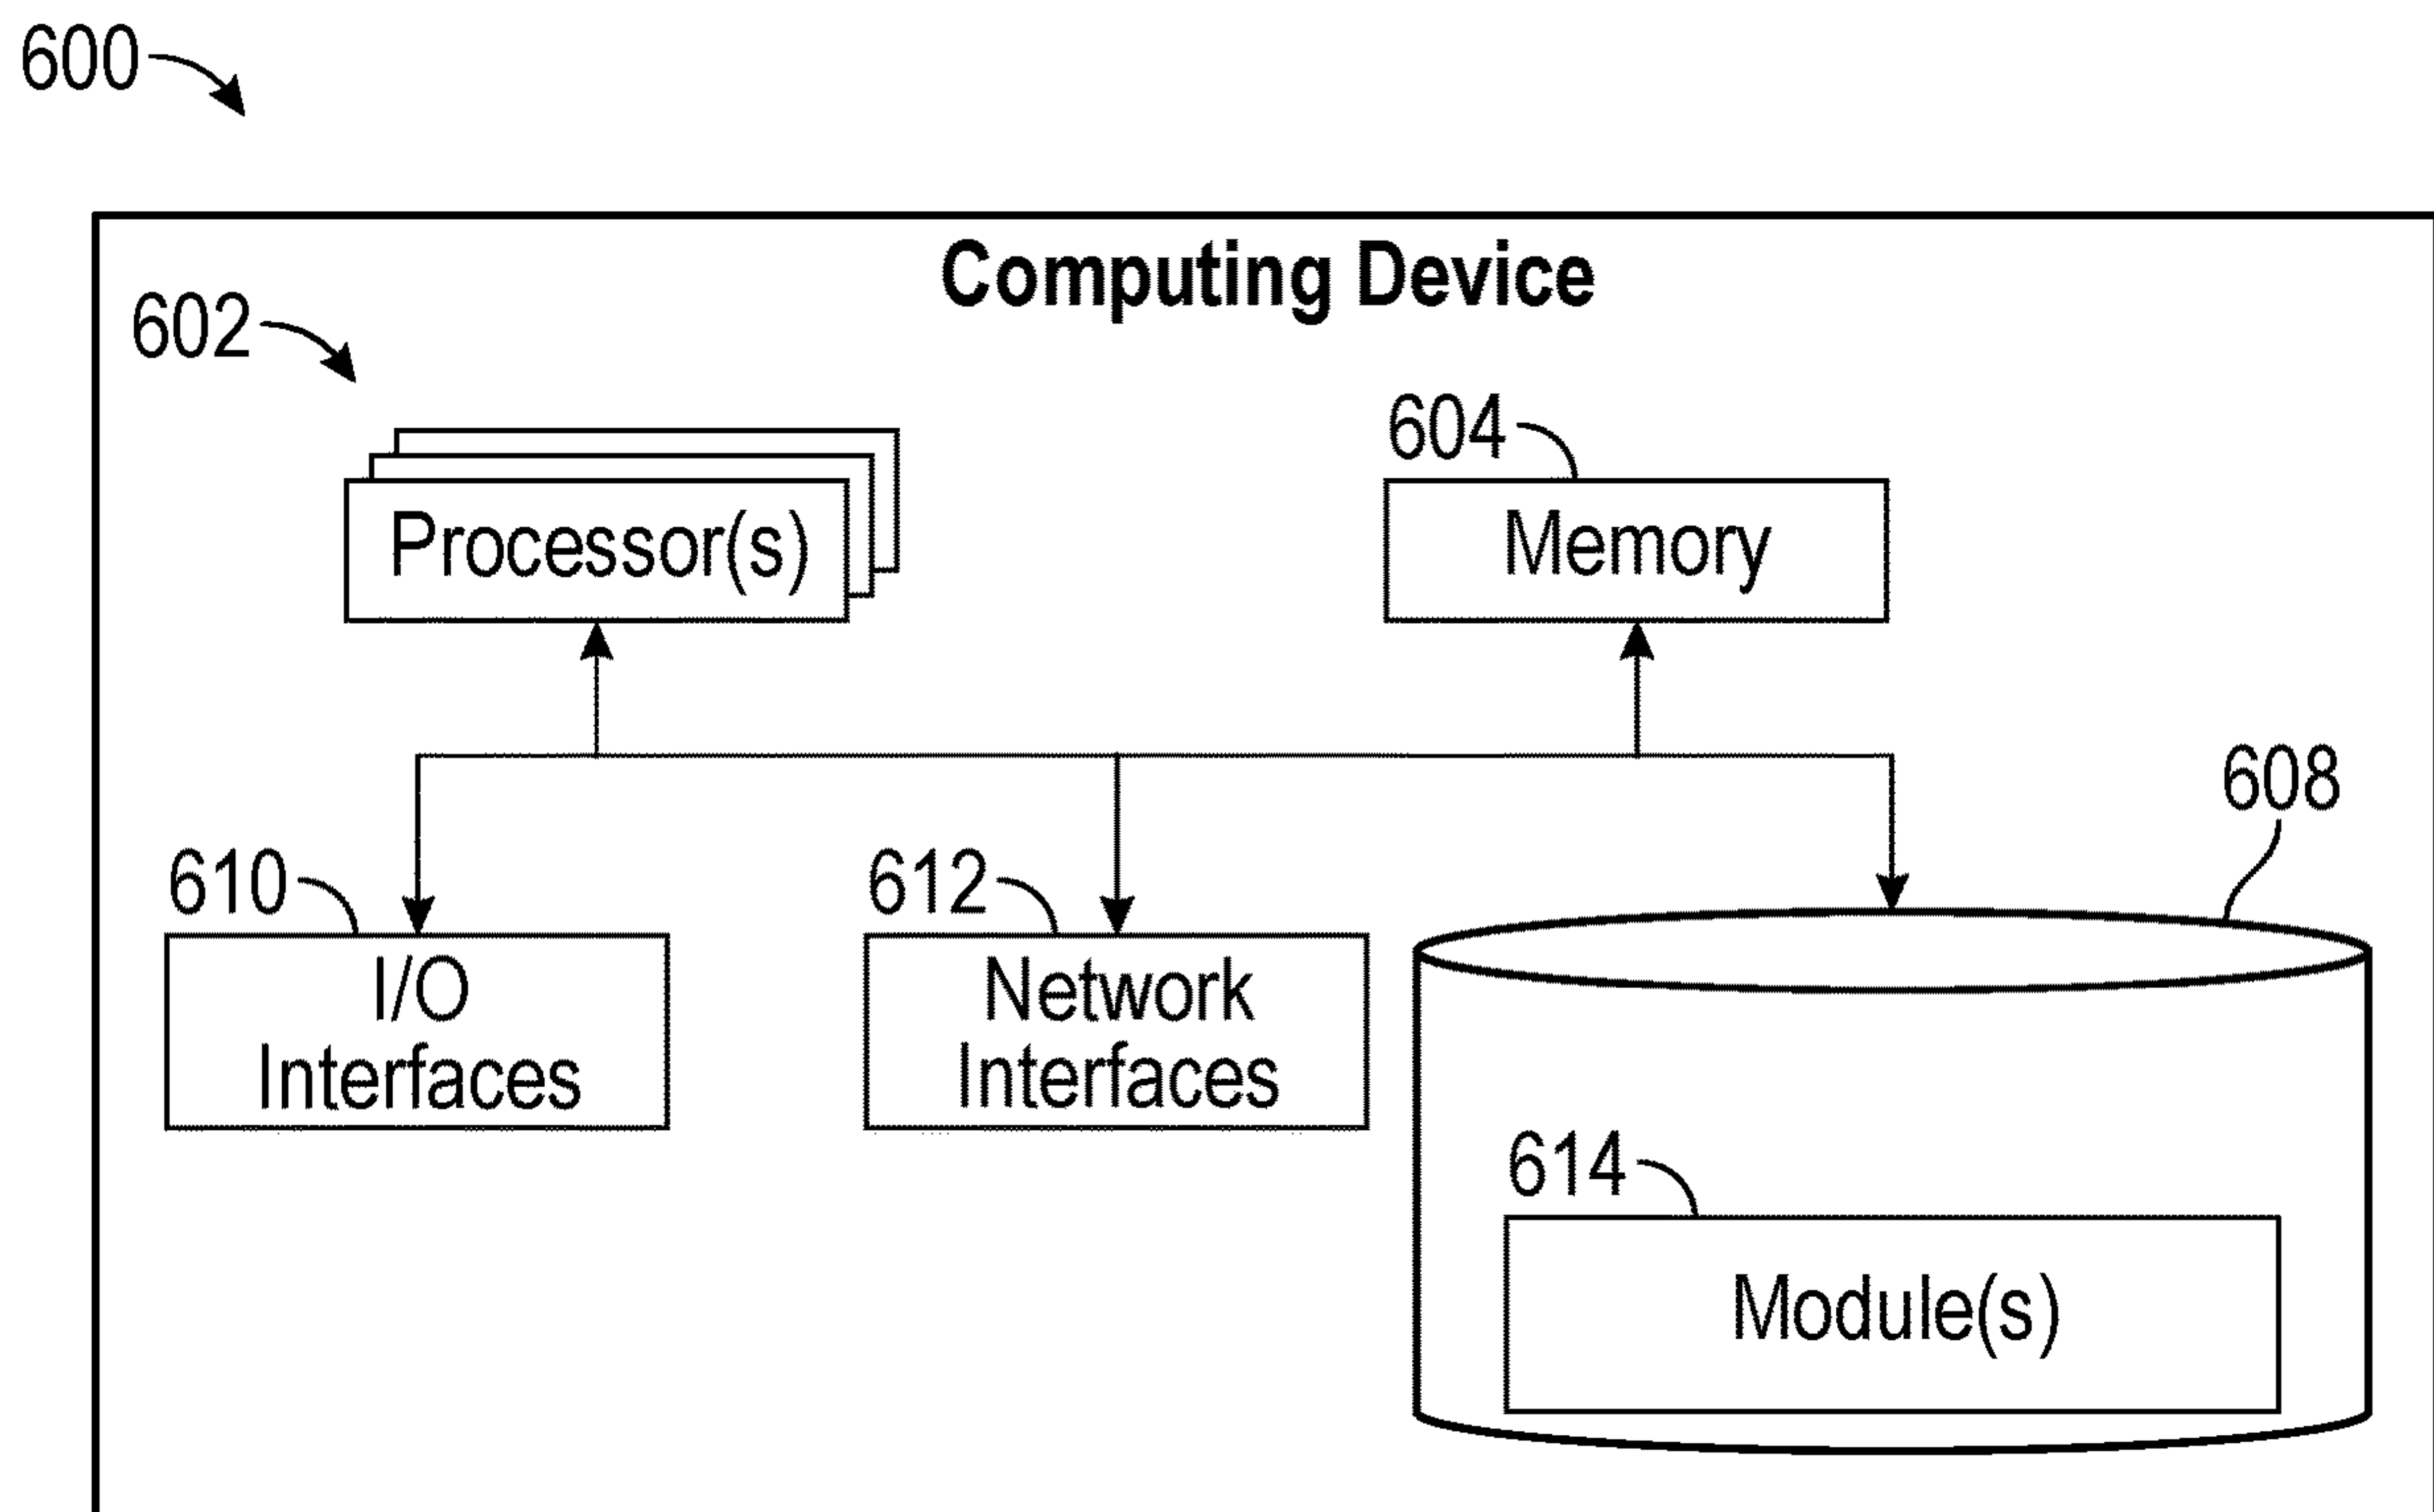 600
Computing Device
602
604
Processor(s)
Memory
608
610
612
I/O
Interfaces
Network
Interfaces
614
Module(s)